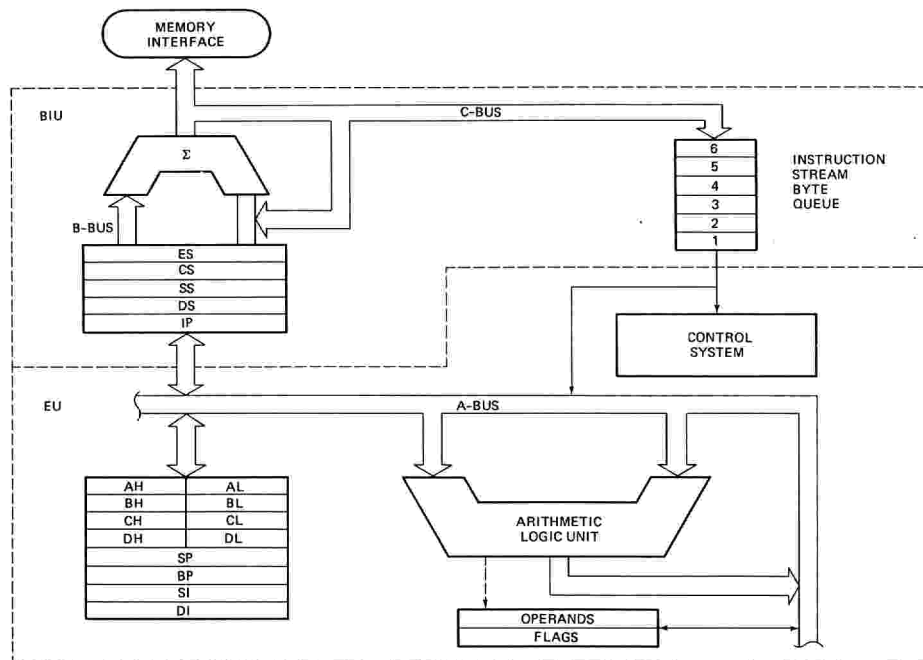 MEMORY
INTERFACE
BIU
C-BUS
Σ
B-BUS
6
5
4
3
2
1
INSTRUCTION
STREAM
BYTE
QUEUE
ES
CS
SS
DS
IP
CONTROL
SYSTEM
EU
A-BUS
AH AL
BH BL
CH CL
DH DL
SP
BP
SI
DI
ARITHMETIC
LOGIC UNIT
OPERANDS
FLAGS